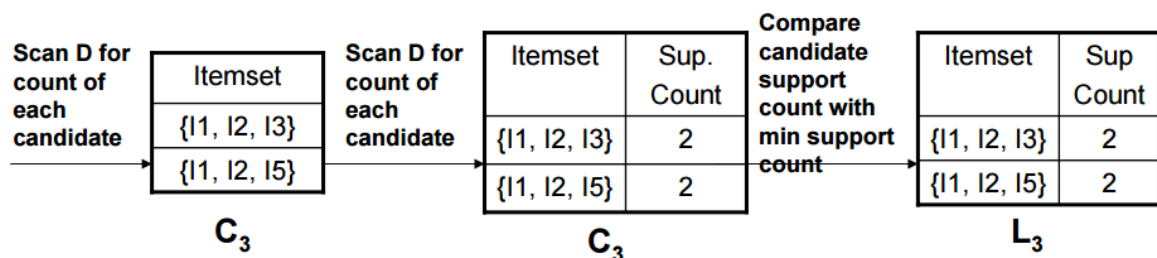 Scan D for
count of
each
candidate
Itemset
{I1, I2, I3}
{I1, I2, I5}
C3
Scan D for
count of
each
candidate
Itemset Sup.
Count
{I1, I2, I3} 2
{I1, I2, I5} 2
C3
Compare
candidate
support
count with
min support
count
Itemset Sup
Count
{I1, I2, I3} 2
{I1, I2, I5} 2
L3